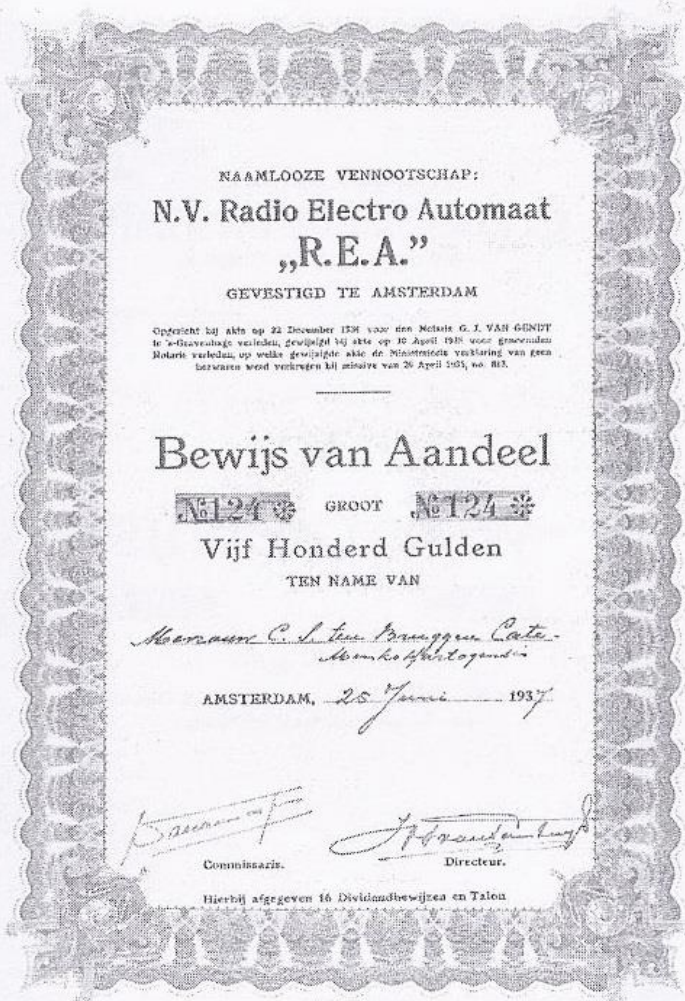 NAAMLOOZE VENNOOTSCHAP:
N.V. Radio Electro Automaat
„R.E.A.”
GEVESTIGD TE AMSTERDAM
Opgericht bij akte op 22 December voor den Notaris G. J. VAN GENDT
te 's-Gravenhage verleden, gewijzigd bij akte op 10 April voor genoemden
Notaris verleden, op welke gewijzigde akte de Ministerieele verklaring van geen
bezwaren werd verkregen bij missive van April 1935, no.
Bewijs van Aandeel
№124 GROOT №124
Vijf Honderd Gulden
TEN NAME VAN
C. S. ten Bruggen Cate-
AMSTERDAM, 25 Juni 1937
Commissaris. Directeur.
Hierbij afgegeven 16 Dividendbewijzen en Talon